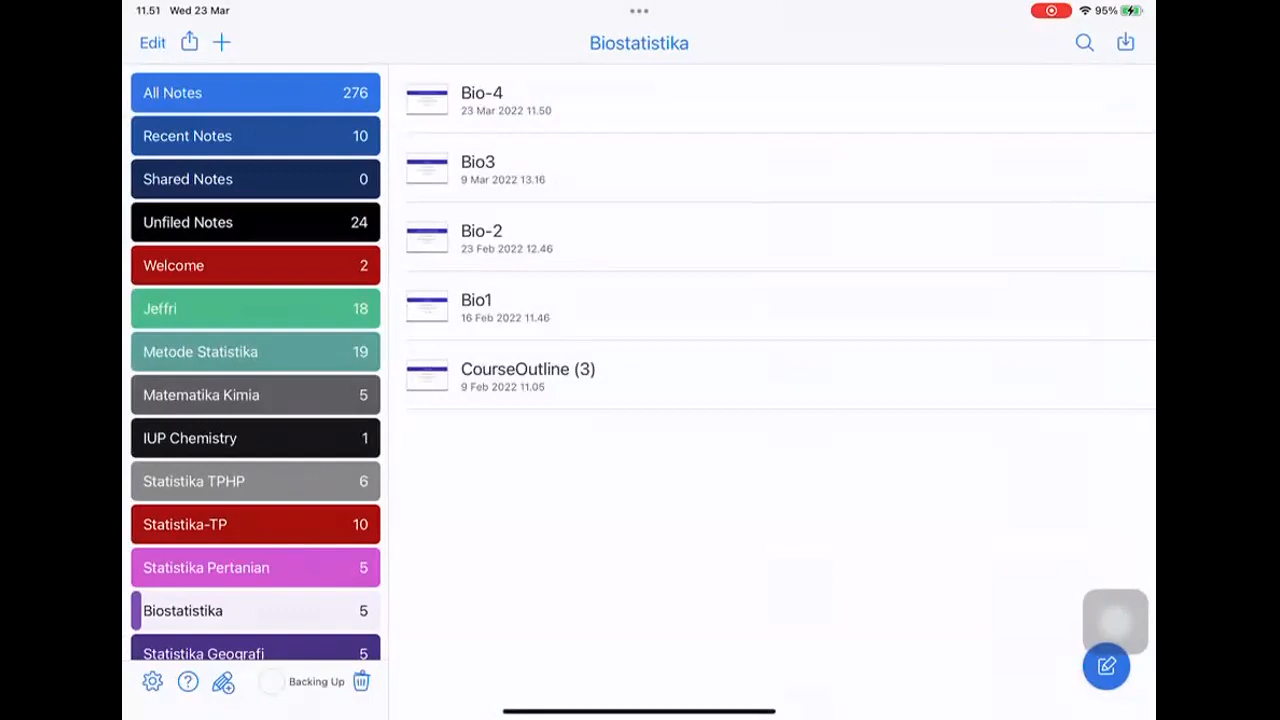 11.51 Wed 23 Mar
95%
Edit
Biostatistika
All Notes 276
Recent Notes 10
Shared Notes 0
Unfiled Notes 24
Welcome 2
Jeffri 18
Metode Statistika 19
Matematika Kimia 5
IUP Chemistry 1
Statistika TPHP 6
Statistika-TP 10
Statistika Pertanian 5
Biostatistika 5
Statistika Geografi 5
Backing Up
Bio-4
23 Mar 2022 11.50
Bio3
9 Mar 2022 13.16
Bio-2
23 Feb 2022 12.46
Bio1
16 Feb 2022 11.46
CourseOutline (3)
9 Feb 2022 11.05